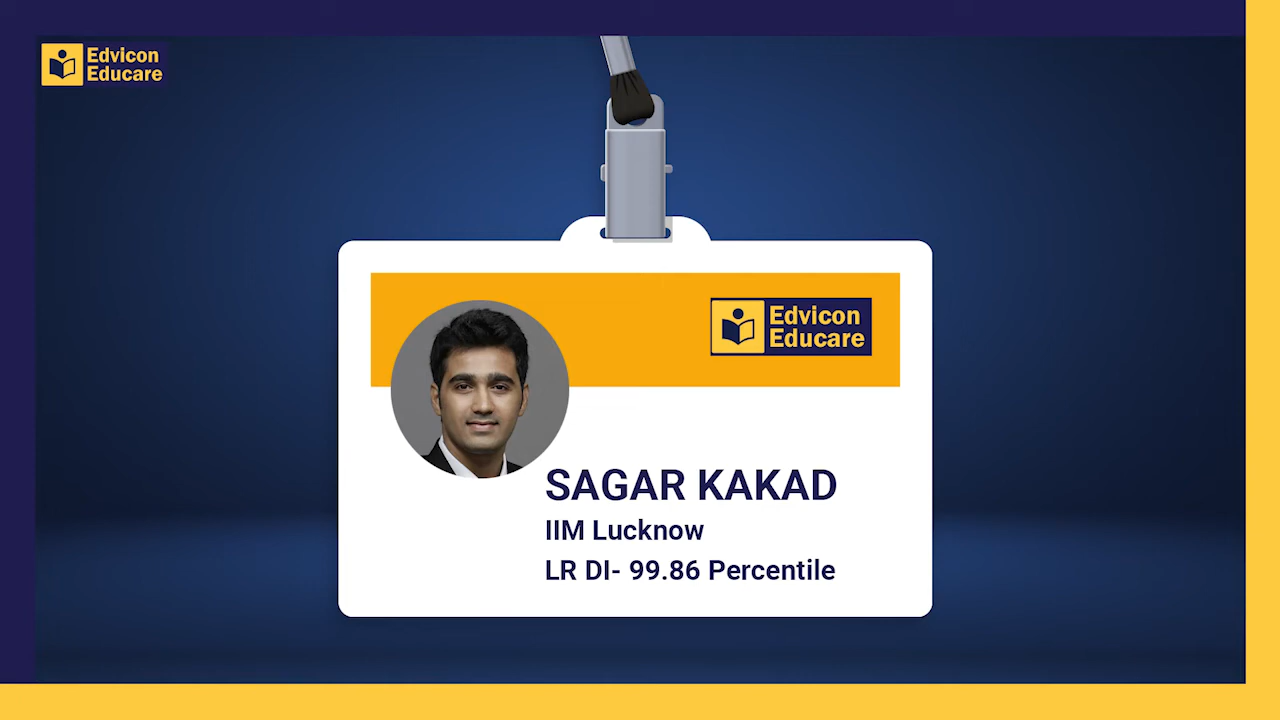 Edvicon
Educare
Edvicon
Educare
SAGAR KAKAD
IIM Lucknow
LR DI- 99.86 Percentile